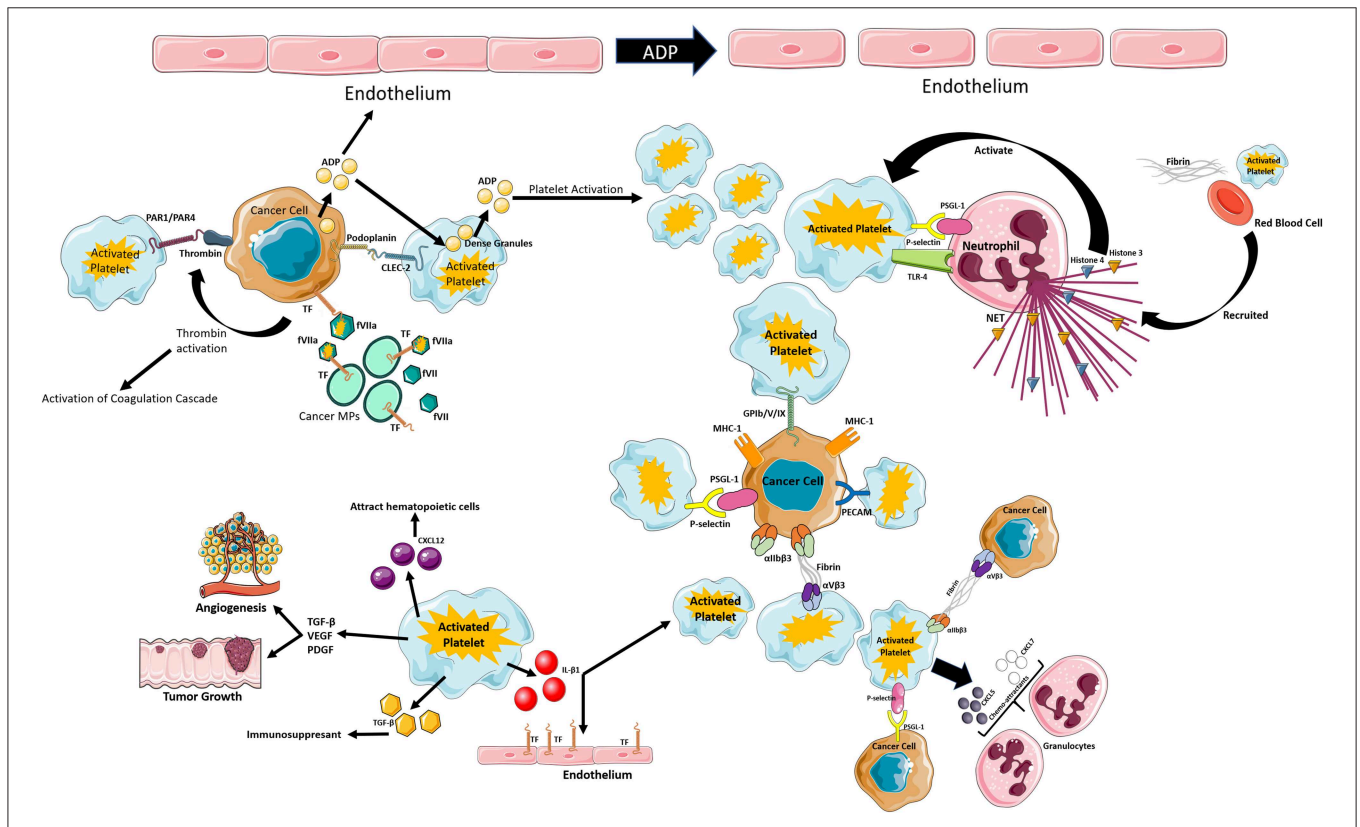 ADP
Endothelium
Endothelium
ADP
ADP
Platelet Activation
Cancer Cell
PAR1/PAR4
Activated
Platelet
Thrombin
Podoplanin
CLEC-2
Dense Granules
Activated
Platelet
TF
Thrombin
activation
Activation of Coagulation Cascade
fVIIa
fVIIa
TF
fVIIa
TF
fVII
fVII
Cancer MPs
TF
Activate
Activated Platelet
PSGL-1
P-selectin
TLR-4
Neutrophil
Histone 4
Histone 3
NET
Fibrin
Activated
Platelet
Red Blood Cell
Recruited
Activated
Platelet
GPIb/V/IX
MHC-1
MHC-1
Cancer Cell
PSGL-1
P-selectin
PECAM
αIIbβ3
Fibrin
αVβ3
Attract hematopoietic cells
CXCL12
Angiogenesis
TGF-β
VEGF
PDGF
Tumor Growth
Activated
Platelet
IL-β1
TGF-β
Immunosuppresant
TF
TF
TF
Endothelium
Activated
Platelet
Cancer Cell
αVβ3
Fibrin
αIIbβ3
Activated
Platelet
P-selectin
PSGL-1
Cancer Cell
CXCL7
CXCL5
Chemo-attractants
Granulocytes